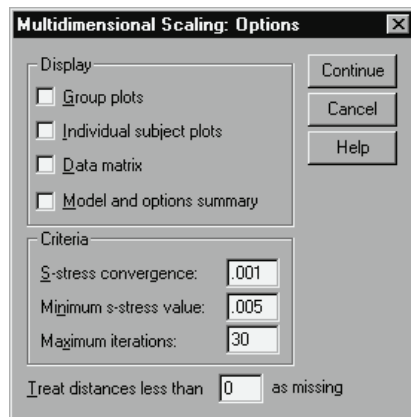 Multidimensional Scaling: Options
Display
Group plots
Individual subject plots
Data matrix
Model and options summary
Continue
Cancel
Help
Criteria
S-stress convergence: .001
Minimum s-stress value: .005
Maximum iterations: 30
Treat distances less than 0 as missing